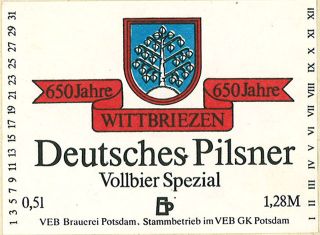 650 Jahre 650 Jahre
WITTBRIEZEN
Deutsches Pilsner
Vollbier Spezial
0,5l 1,28M
VEB Brauerei Potsdam, Stammbetrieb im VEB GK Potsdam
1 3 5 7 9 11 13 15 17 19 21 23 25 27 29 31
I II III IV V VI VII VIII IX X XI XII